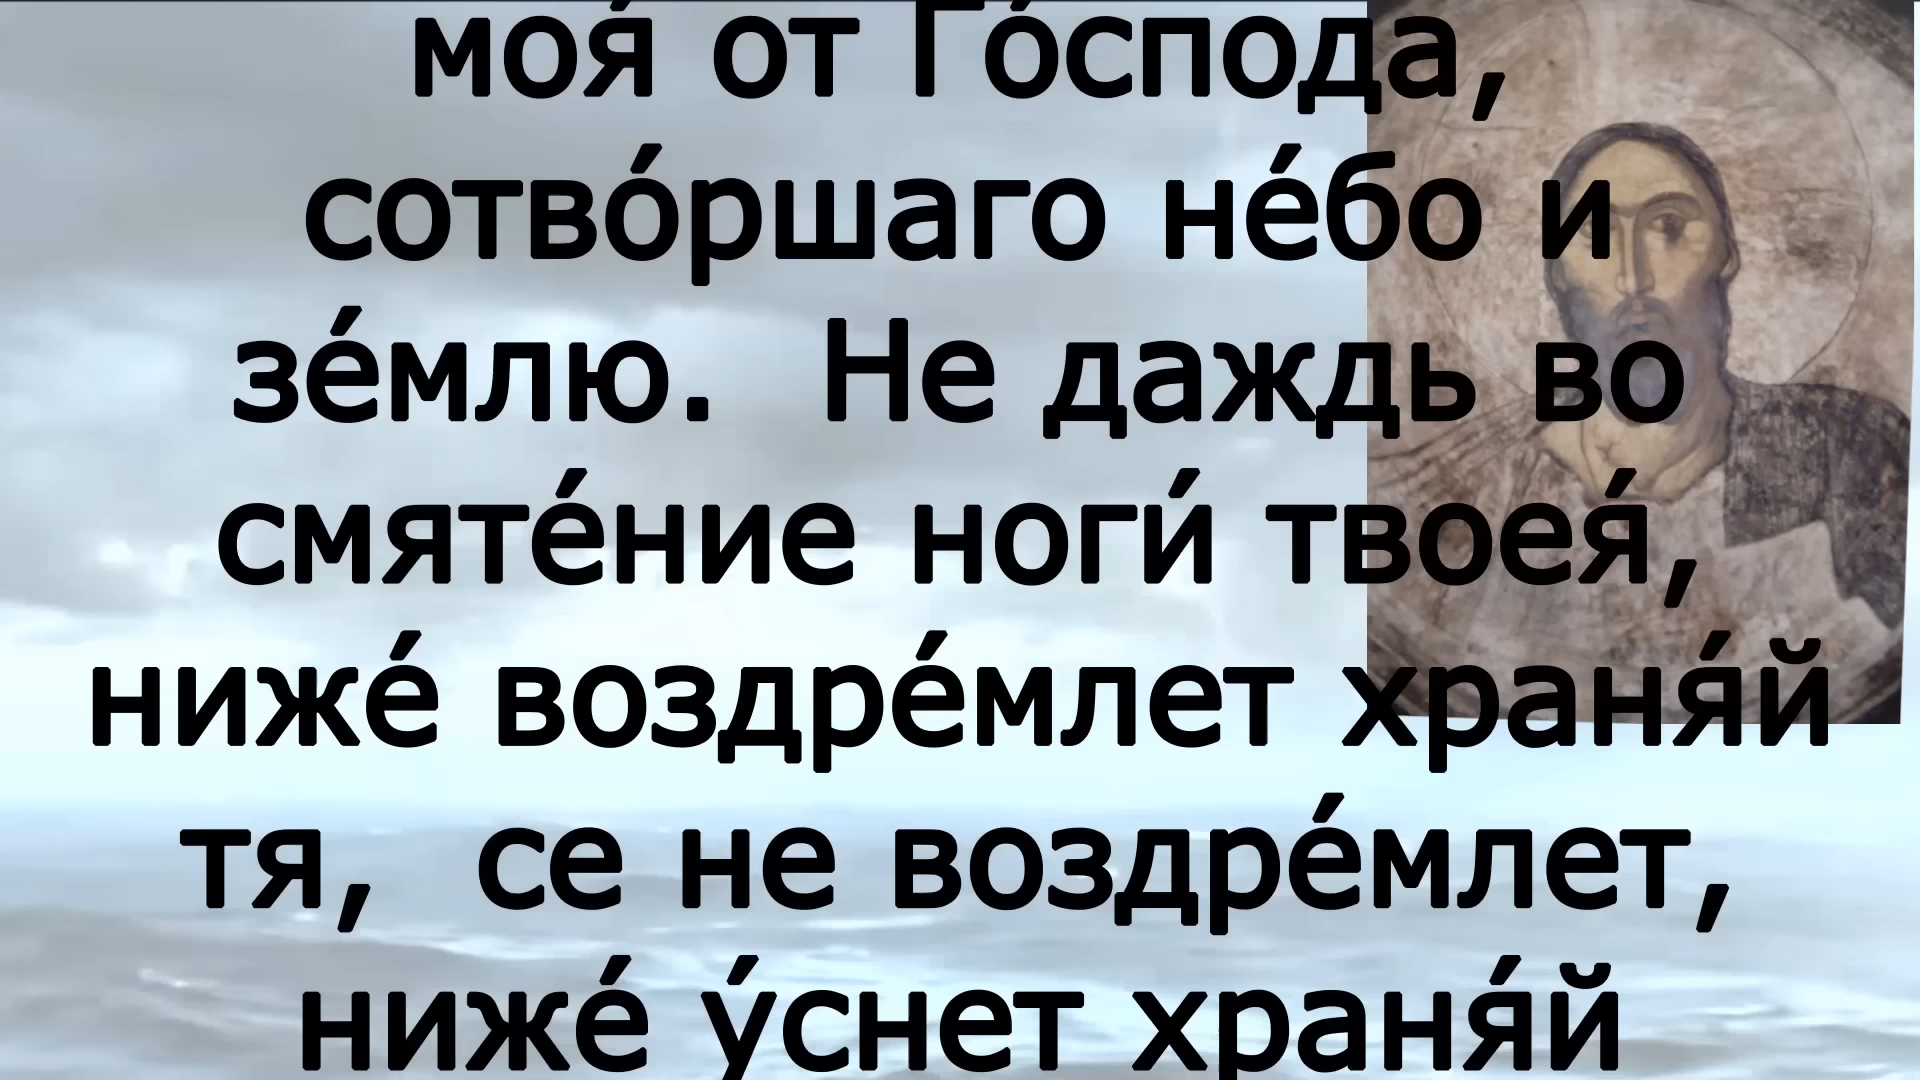 моя́ от Го́спода,
сотво́ршаго не́бо и
зе́млю. Не даждь во
смяте́ние ноги́ твоея́,
ниже́ воздре́млет храня́й
тя, се не воздре́млет,
ниже́ у́снет храня́й